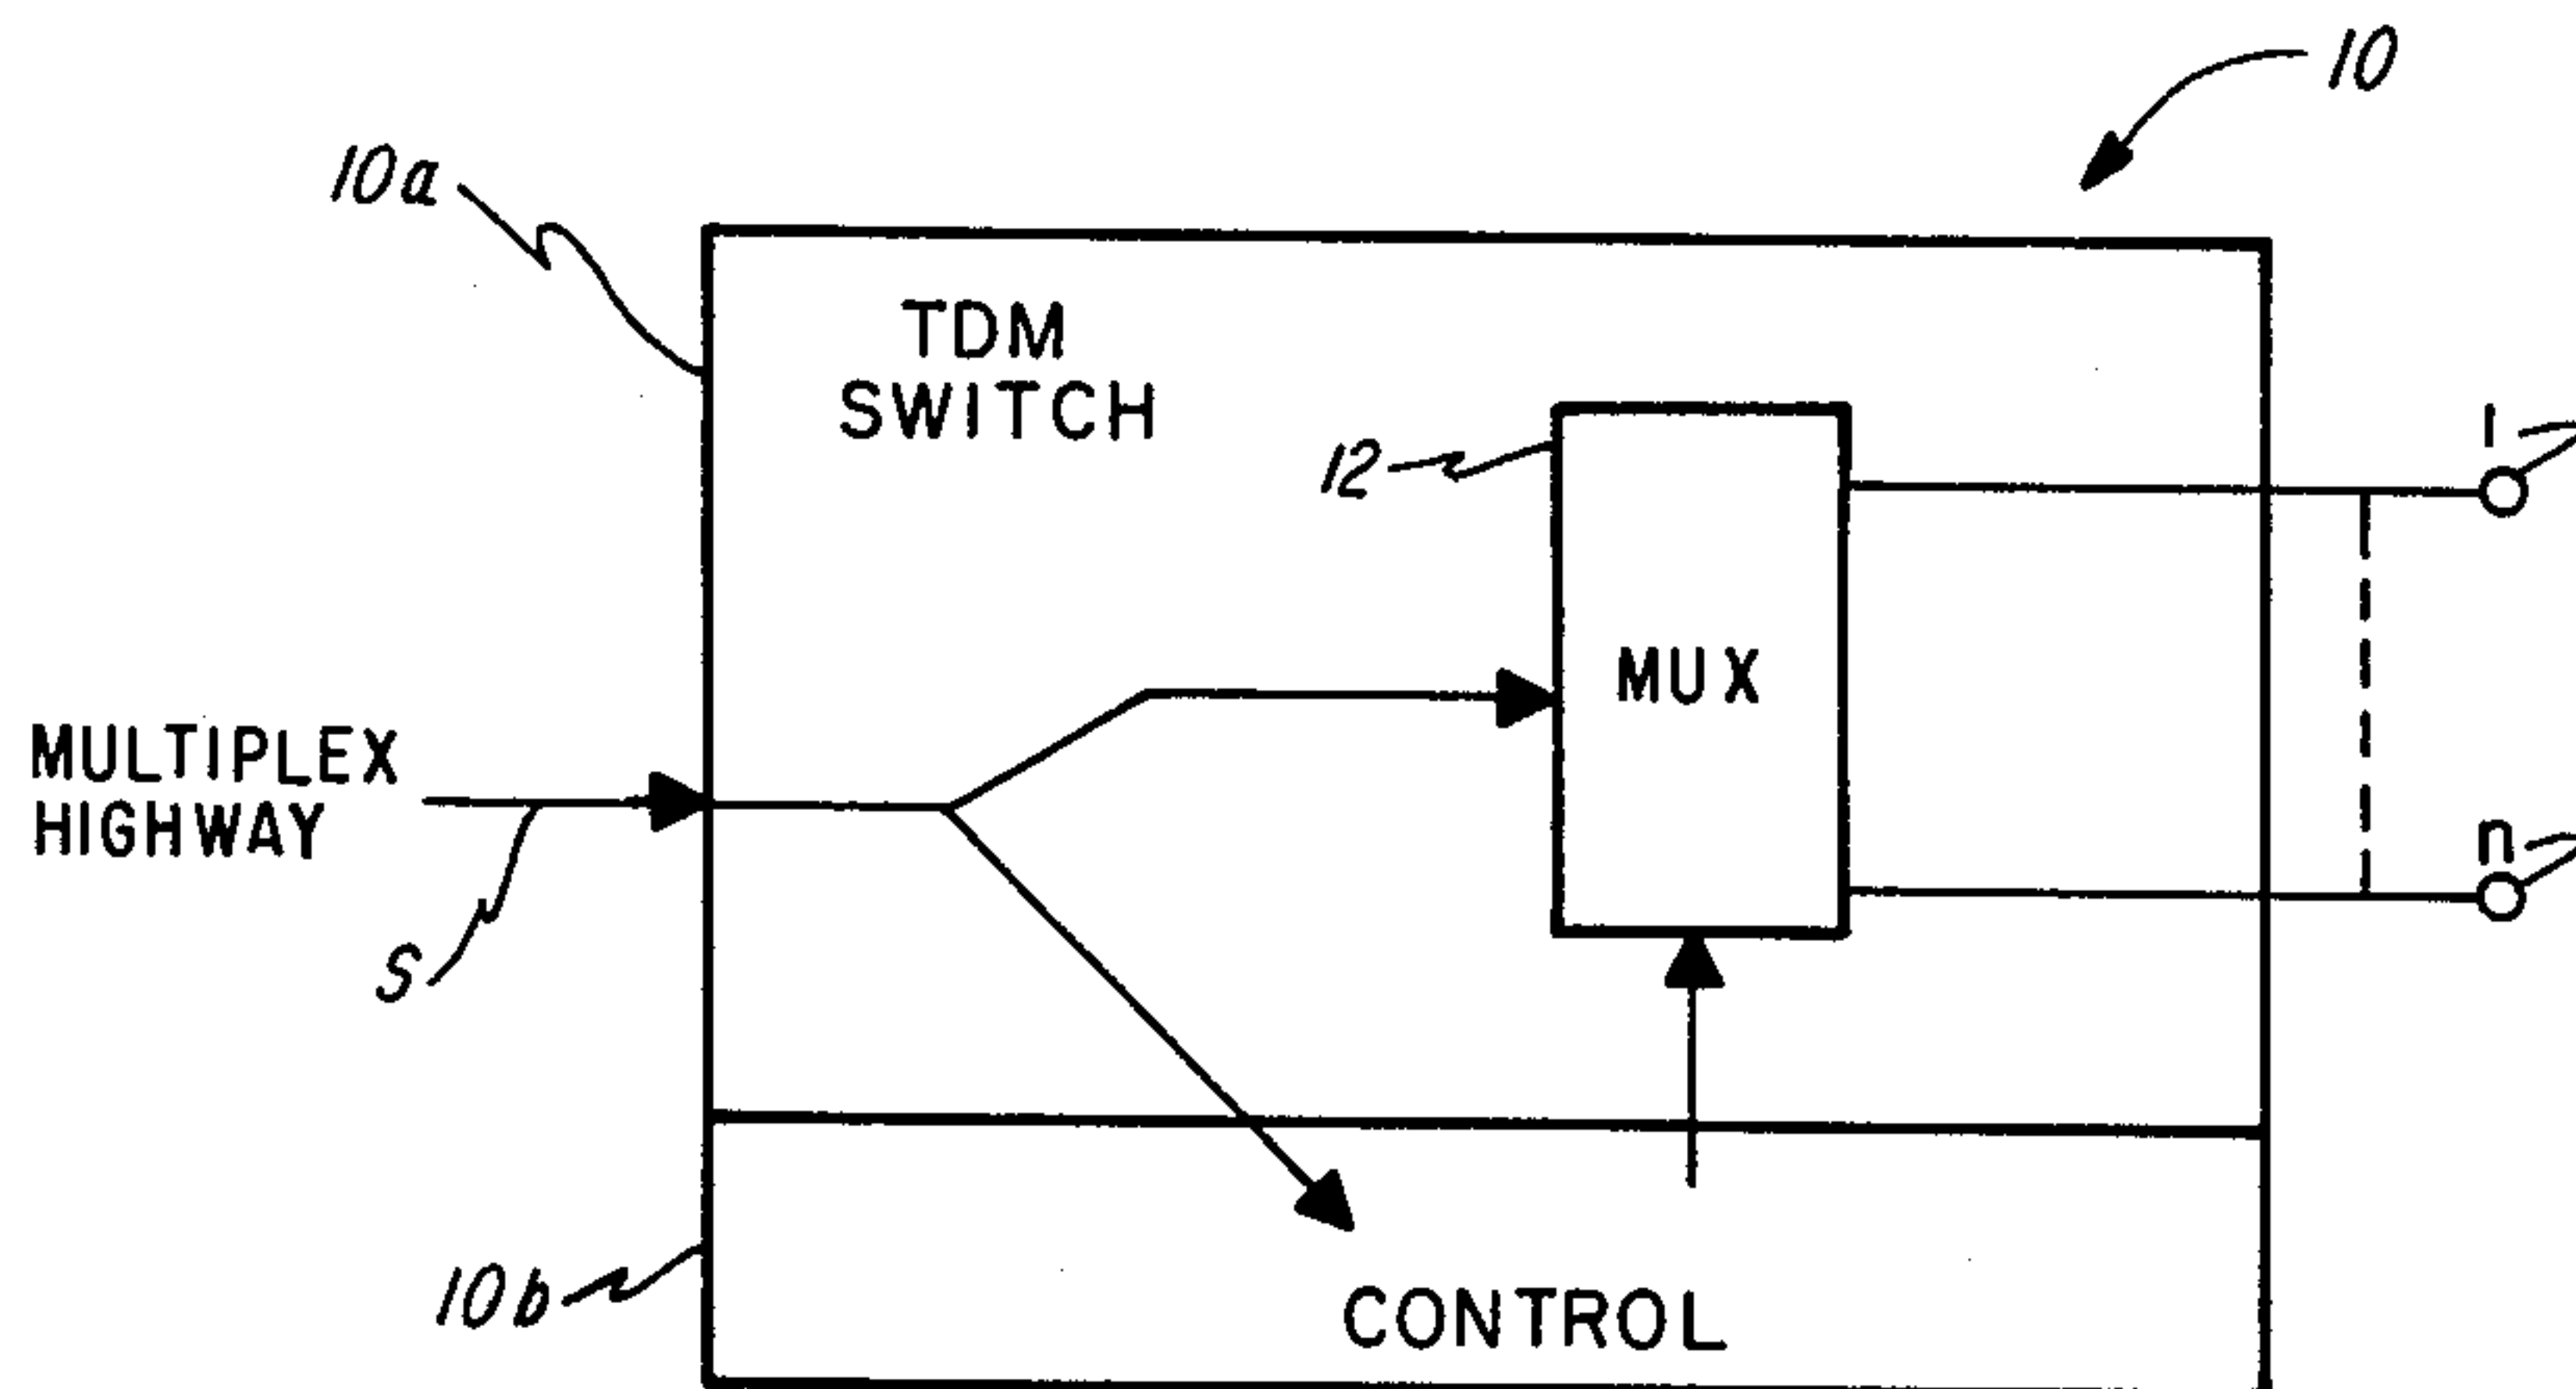 10
10a
TDM
SWITCH
1
12
MUX
MULTIPLEX
HIGHWAY
n
S
10b
CONTROL